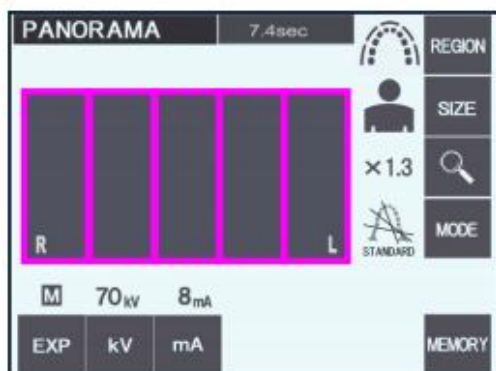 PANORAMA 7.4sec
REGION
SIZE
×1.3
STANDARD
MODE
R L
M 70kV 8mA
EXP kV mA MEMORY